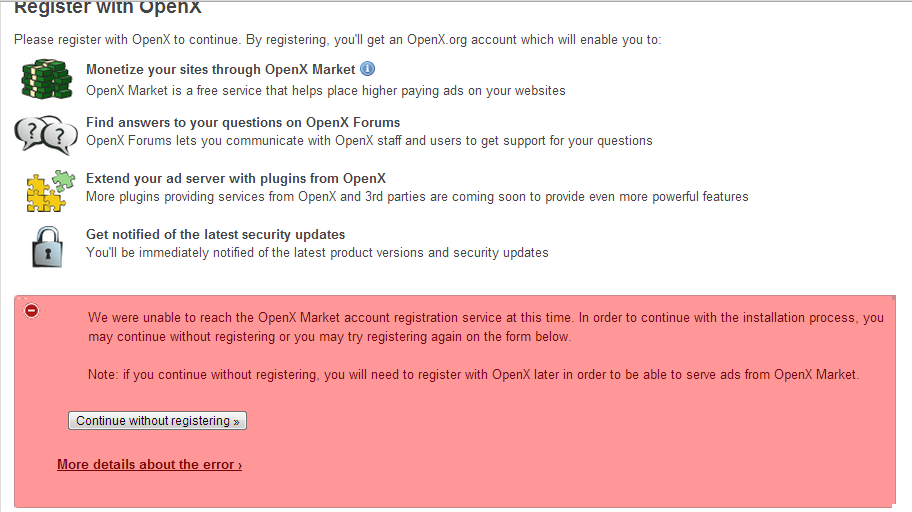 Register with OpenX
Please register with OpenX to continue. By registering, you'll get an OpenX.org account which will enable you to:
Monetize your sites through OpenX Market
OpenX Market is a free service that helps place higher paying ads on your websites
Find answers to your questions on OpenX Forums
OpenX Forums lets you communicate with OpenX staff and users to get support for your questions
Extend your ad server with plugins from OpenX
More plugins providing services from OpenX and 3rd parties are coming soon to provide even more powerful features
Get notified of the latest security updates
You'll be immediately notified of the latest product versions and security updates
We were unable to reach the OpenX Market account registration service at this time. In order to continue with the installation process, you
may continue without registering or you may try registering again on the form below.
Note: if you continue without registering, you will need to register with OpenX later in order to be able to serve ads from OpenX Market.
Continue without registering »
More details about the error ›